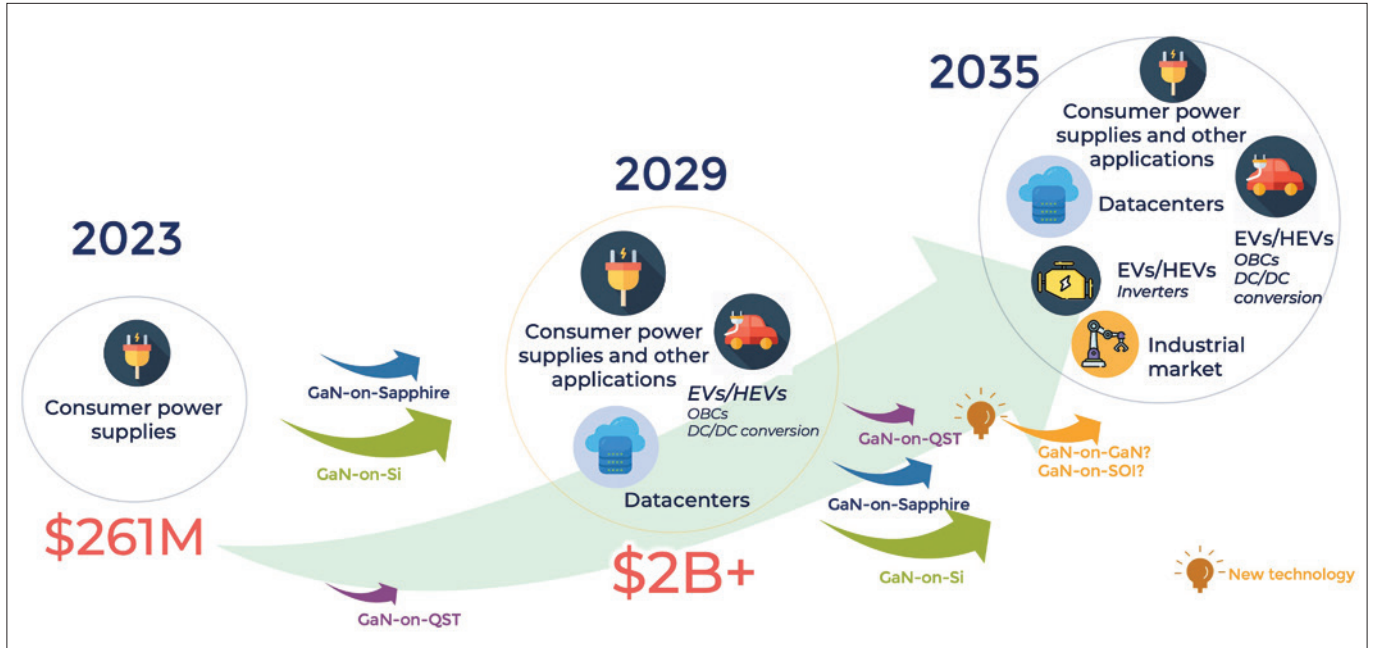 2023
Consumer power
supplies
$261M
GaN-on-Sapphire
GaN-on-Si
GaN-on-QST
2029
Consumer power
supplies and other
applications
EVs/HEVs
OBCs
DC/DC conversion
Datacenters
$2B+
GaN-on-QST
GaN-on-Sapphire
GaN-on-Si
GaN-on-GaN?
GaN-on-SOI?
2035
Consumer power
supplies and other
applications
Datacenters
EVs/HEVs
OBCs
DC/DC
conversion
EVs/HEVs
Inverters
Industrial
market
New technology